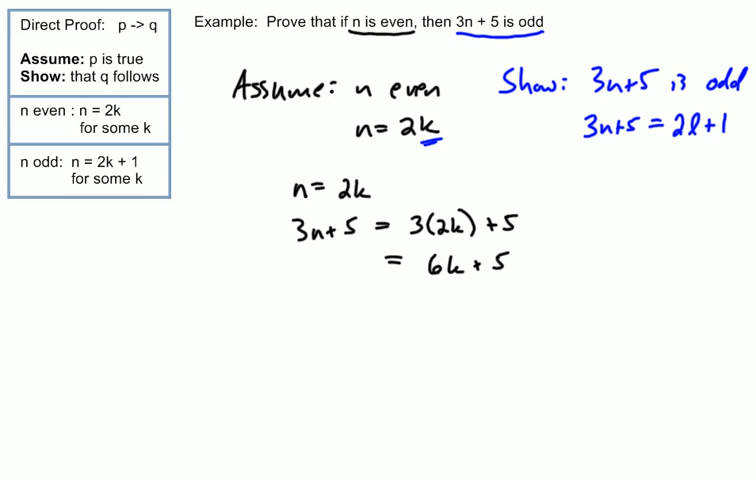 Direct Proof: p -> q
Assume: p is true
Show: that q follows
n even : n = 2k
for some k
n odd: n = 2k + 1
for some k
Example: Prove that if n is even, then 3n + 5 is odd
Assume: n even
n = 2k
Show: 3n+5 is odd
3n+5 = 2l+1
n = 2k
3n+5 = 3(2k) +5
= 6k + 5